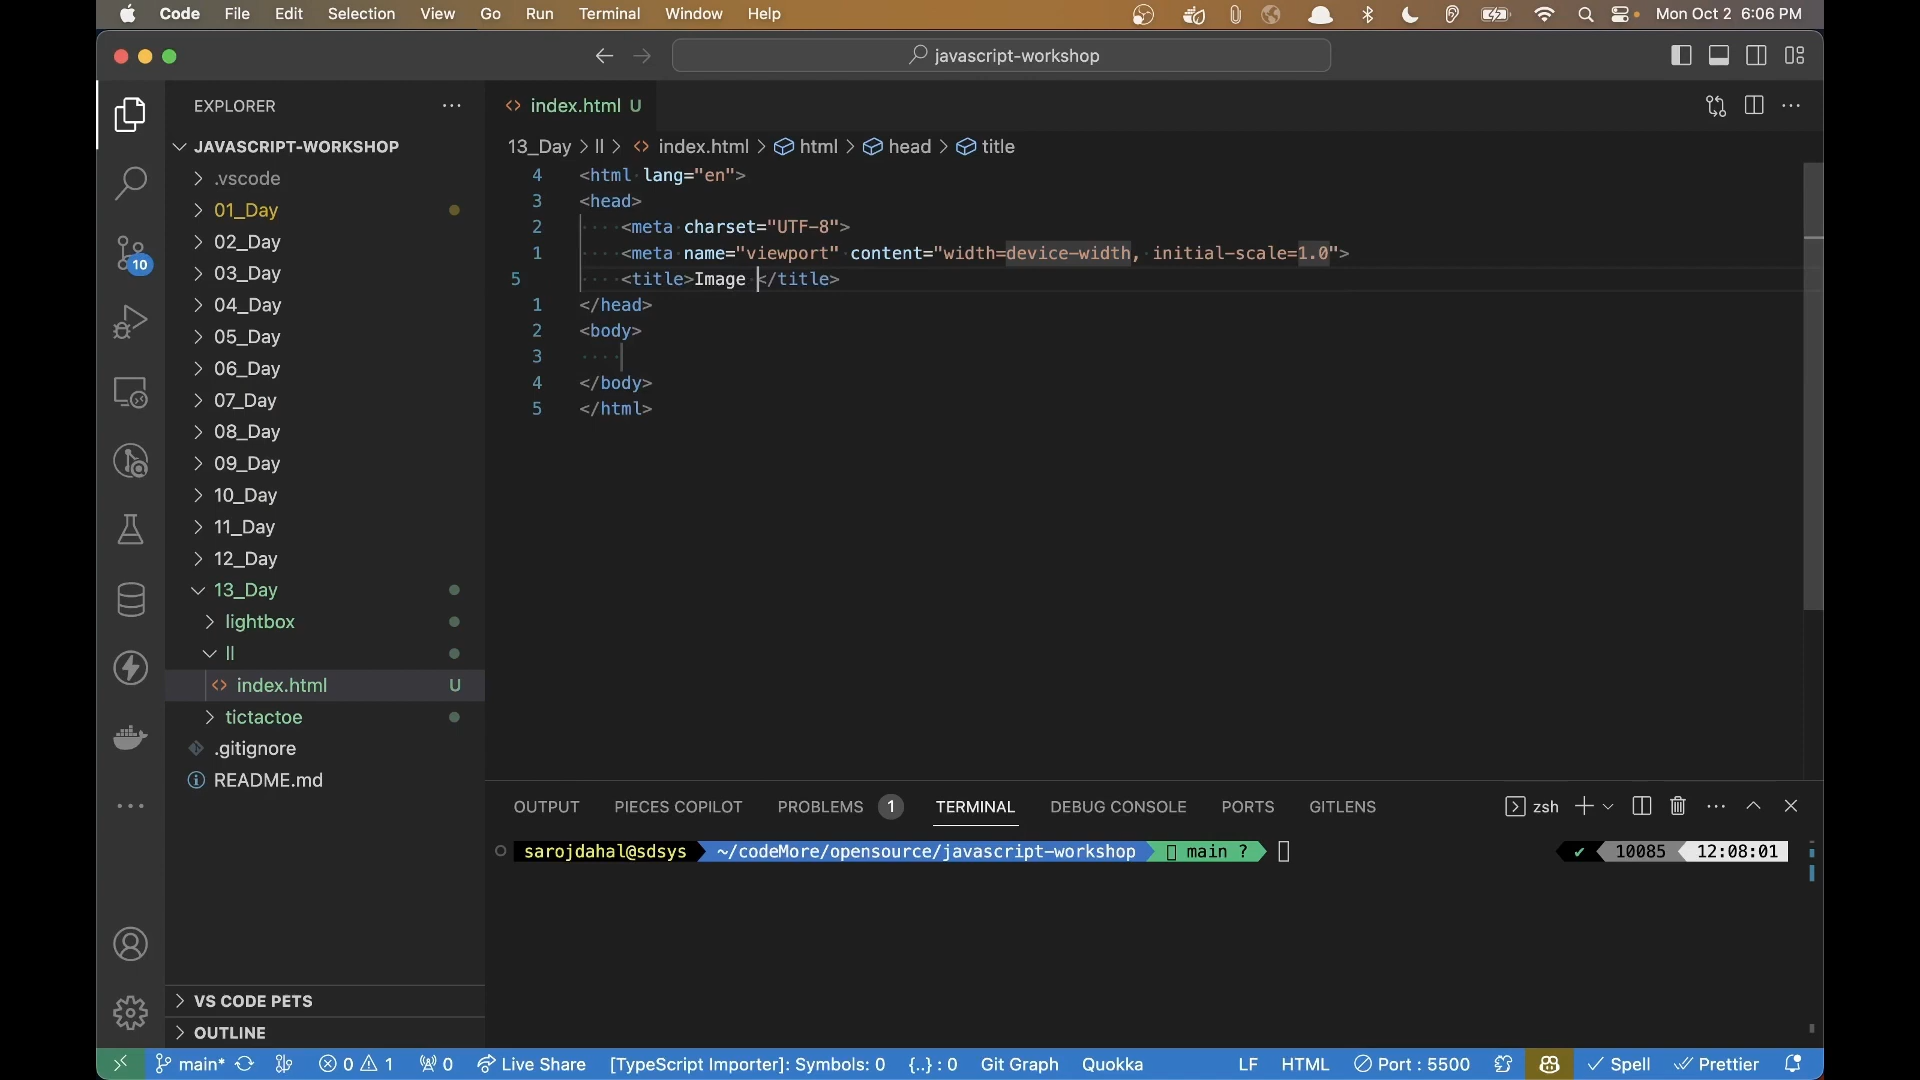 Code File Edit Selection View Go Run Terminal Window Help Mon Oct 2 6:06 PM
javascript-workshop
EXPLORER
index.html U
JAVASCRIPT-WORKSHOP
.vscode
01_Day
02_Day
03_Day
04_Day
05_Day
06_Day
07_Day
08_Day
09_Day
10_Day
11_Day
12_Day
13_Day
lightbox
ll
index.html U
tictactoe
.gitignore
README.md
VS CODE PETS
OUTLINE
10
13_Day > ll > index.html > html > head > title
4 <html lang="en">
3 <head>
2 <meta charset="UTF-8">
1 <meta name="viewport" content="width=device-width, initial-scale=1.0">
5 <title>Image </title>
1 </head>
2 <body>
3
4 </body>
5 </html>
OUTPUT PIECES COPILOT PROBLEMS 1 TERMINAL DEBUG CONSOLE PORTS GITLENS zsh
sarojdahal@sdsys ~/codeMore/opensource/javascript-workshop main ? ✔ 10085 12:08:01
main* 0 1 0 Live Share [TypeScript Importer]: Symbols: 0 {..} : 0 Git Graph Quokka LF HTML Port : 5500 Spell Prettier